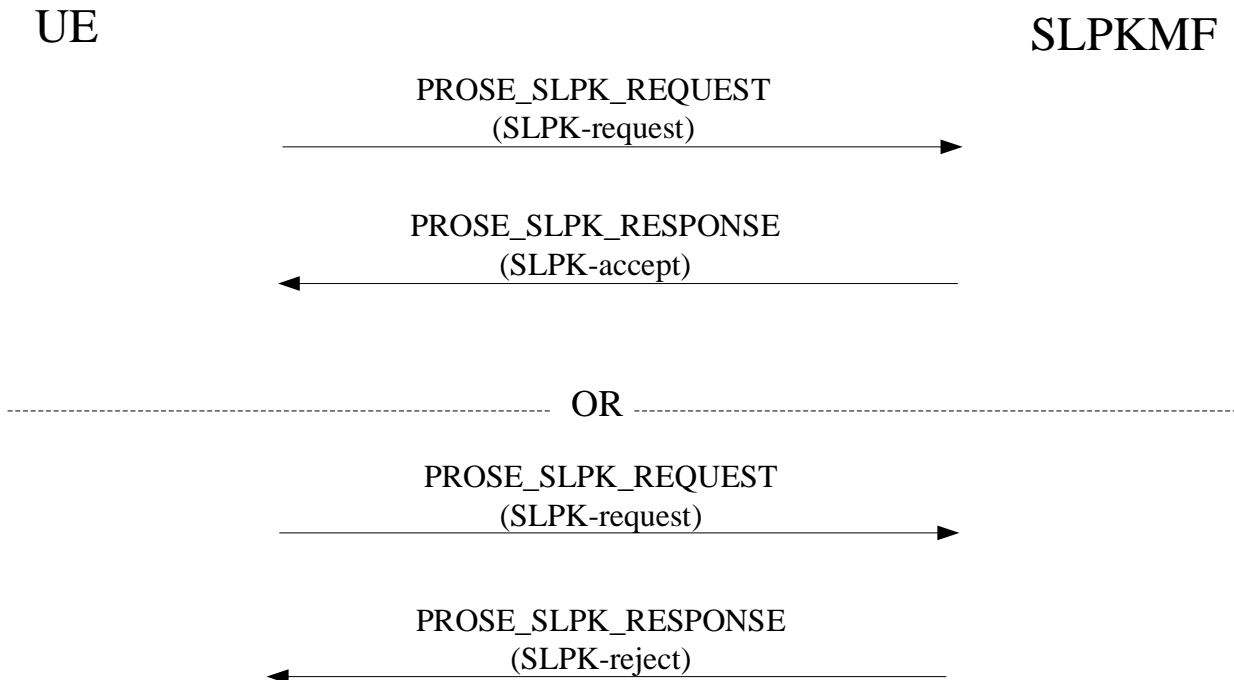 UE
SLPKMF
PROSE_SLPK_REQUEST
(SLPK-request)
PROSE_SLPK_RESPONSE
(SLPK-accept)
OR
PROSE_SLPK_REQUEST
(SLPK-request)
PROSE_SLPK_RESPONSE
(SLPK-reject)